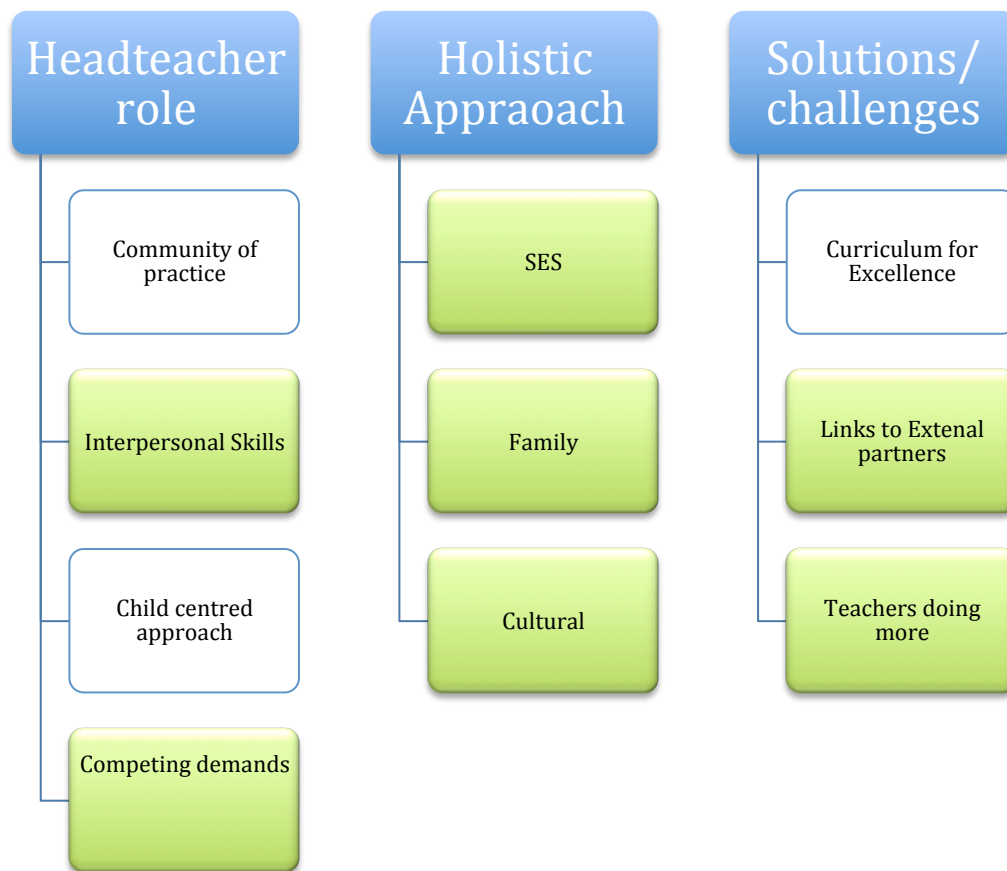 Headteacher
role
Community of
practice
Interpersonal Skills
Child centred
approach
Competing demands
Holistic
Appraoach
SES
Family
Cultural
Solutions/
challenges
Curriculum for
Excellence
Links to Extenal
partners
Teachers doing
more